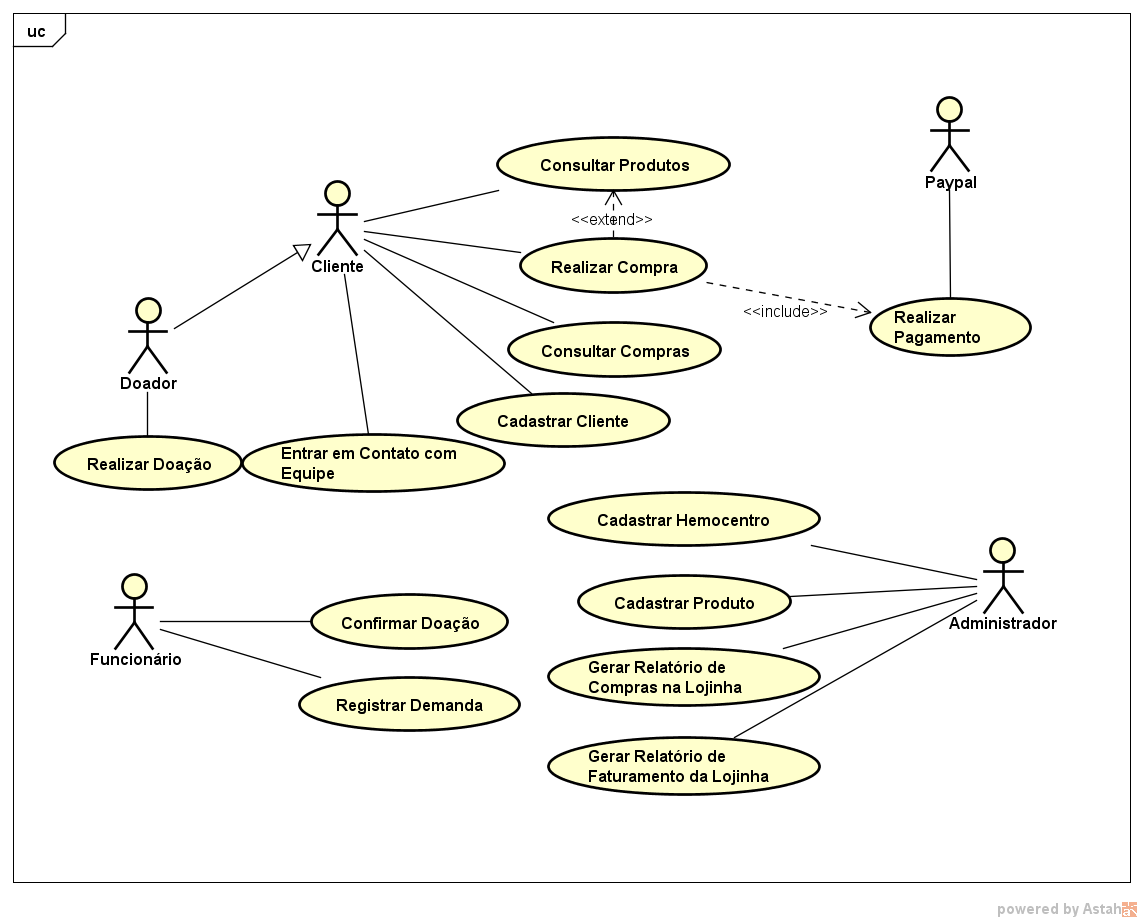 uc
Paypal
Consultar Produtos
<<extend>>
Cliente
Realizar Compra
<<include>>
Realizar
Pagamento
Consultar Compras
Doador
Cadastrar Cliente
Realizar Doação
Entrar em Contato com
Equipe
Cadastrar Hemocentro
Cadastrar Produto
Administrador
Confirmar Doação
Funcionário
Gerar Relatório de
Compras na Lojinha
Registrar Demanda
Gerar Relatório de
Faturamento da Lojinha
powered by Astah